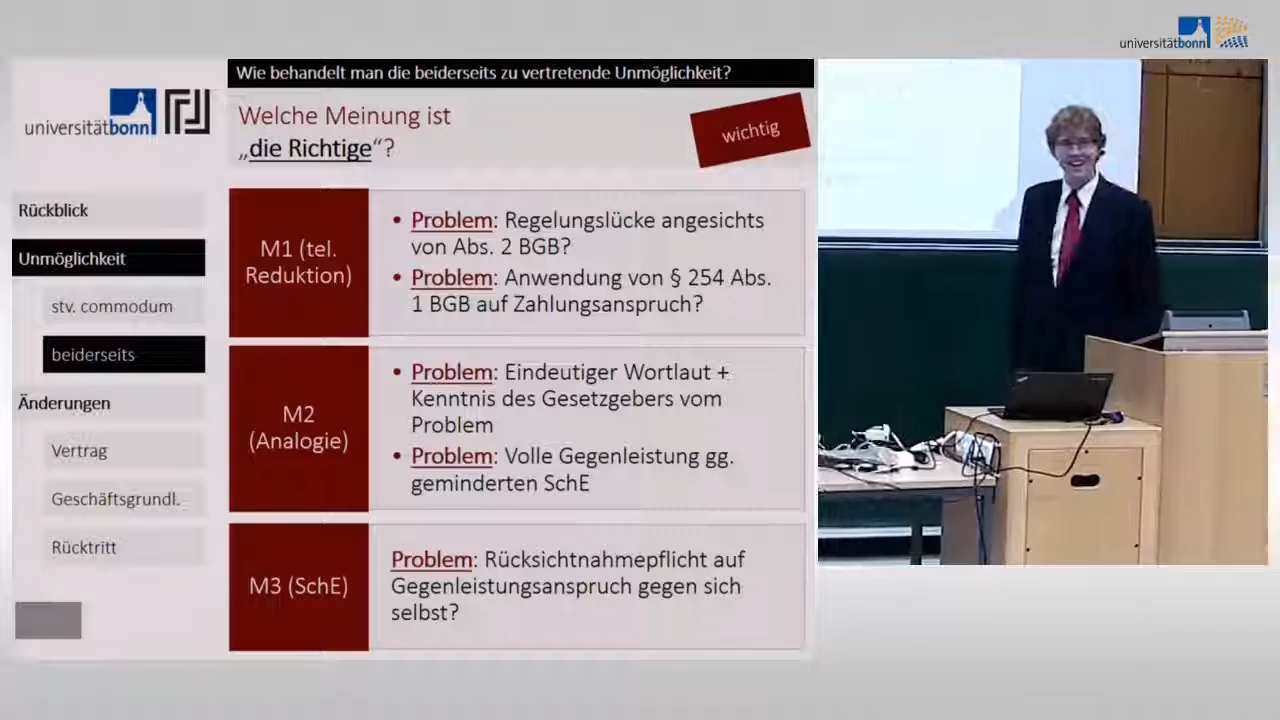 universitätbonn
Wie behandelt man die beiderseits zu vertretende Unmöglichkeit?
universitätbonn
Welche Meinung ist
„die Richtige“?
wichtig
Rückblick
Unmöglichkeit
stv. commodum
beiderseits
Änderungen
Vertrag
Geschäftsgrundl.
Rücktritt
M1 (tel.
Reduktion)
• Problem: Regelungslücke angesichts
von Abs. 2 BGB?
• Problem: Anwendung von § 254 Abs.
1 BGB auf Zahlungsanspruch?
M2
(Analogie)
• Problem: Eindeutiger Wortlaut +
Kenntnis des Gesetzgebers vom
Problem
• Problem: Volle Gegenleistung gg.
geminderten SchE
M3 (SchE)
Problem: Rücksichtnahmepflicht auf
Gegenleistungsanspruch gegen sich
selbst?